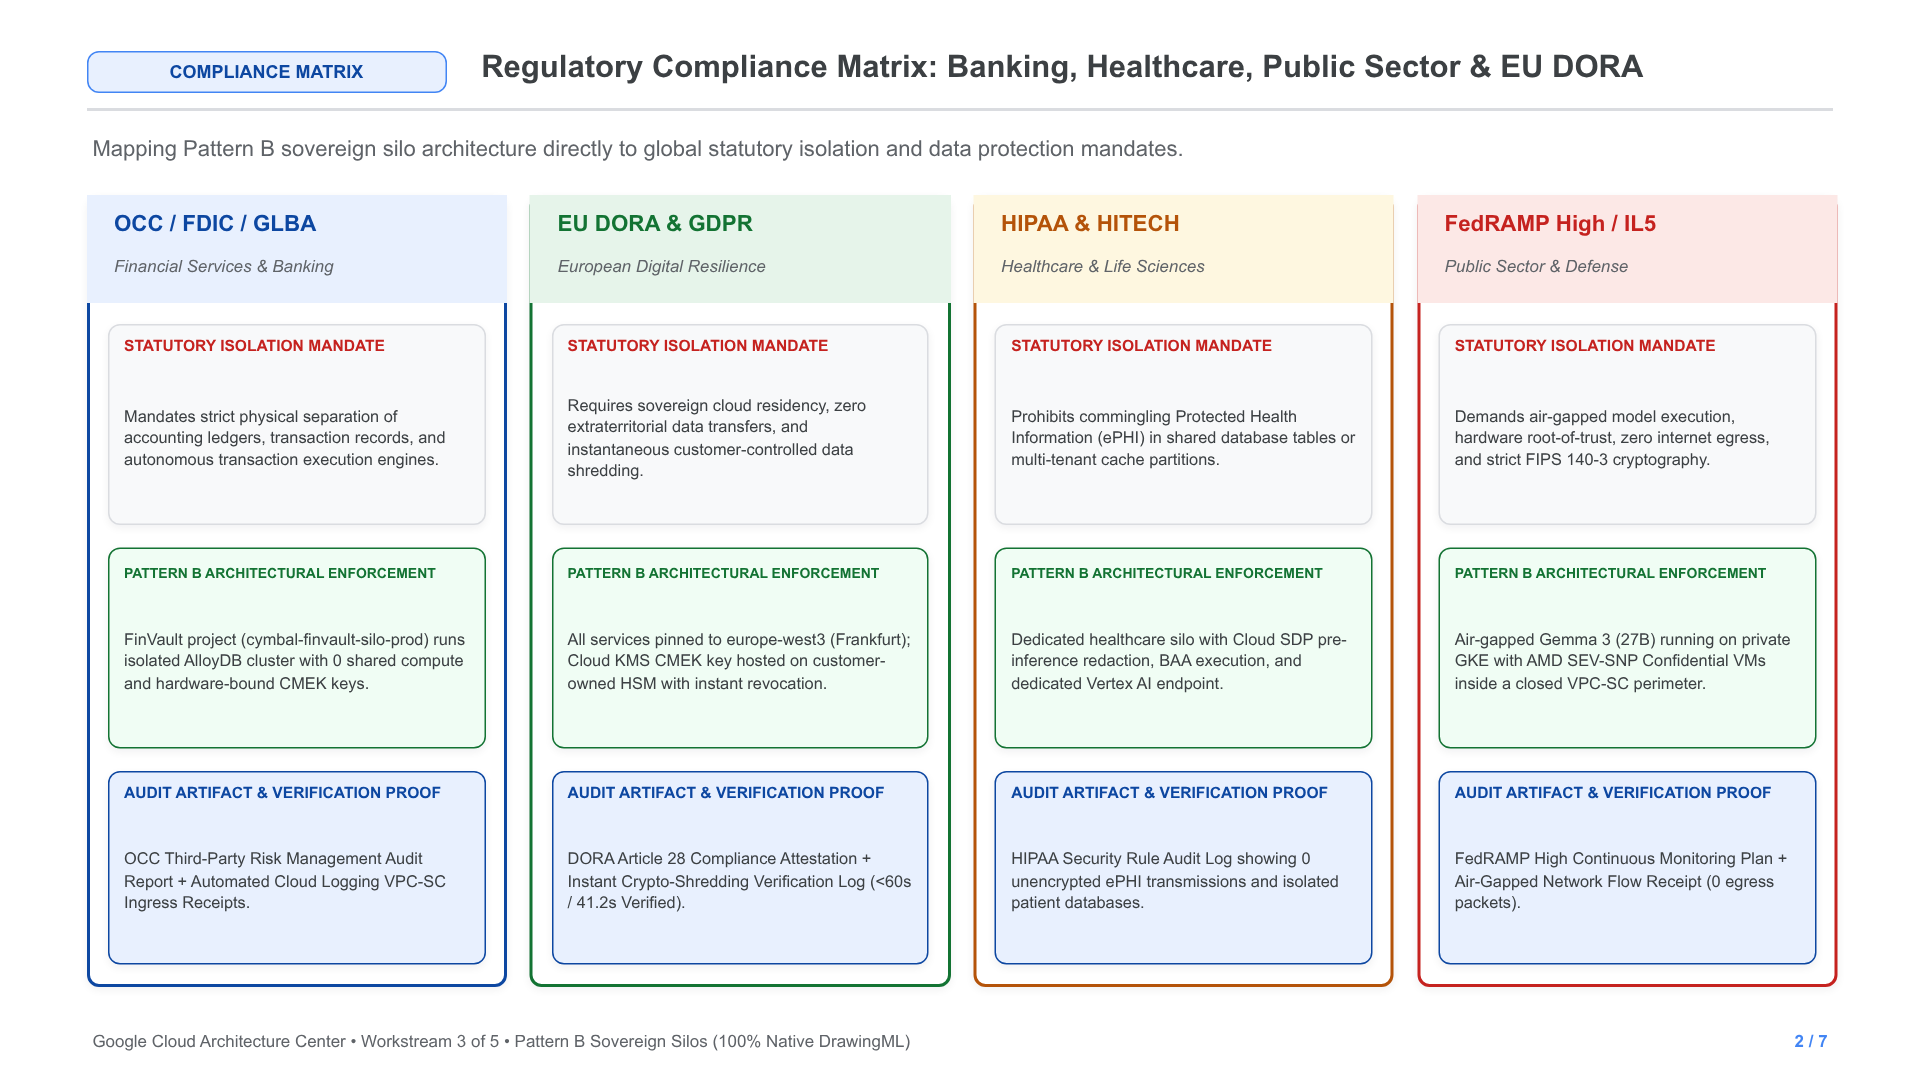 COMPLIANCE MATRIX
Regulatory Compliance Matrix: Banking, Healthcare, Public Sector & EU DORA
Mapping Pattern B sovereign silo architecture directly to global statutory isolation and data protection mandates.
OCC / FDIC / GLBA
Financial Services & Banking
STATUTORY ISOLATION MANDATE
Mandates strict physical separation of
accounting ledgers, transaction records, and
autonomous transaction execution engines.
PATTERN B ARCHITECTURAL ENFORCEMENT
FinVault project (cymbal-finvault-silo-prod) runs
isolated AlloyDB cluster with 0 shared compute
and hardware-bound CMEK keys.
AUDIT ARTIFACT & VERIFICATION PROOF
OCC Third-Party Risk Management Audit
Report + Automated Cloud Logging VPC-SC
Ingress Receipts.
EU DORA & GDPR
European Digital Resilience
STATUTORY ISOLATION MANDATE
Requires sovereign cloud residency, zero
extraterritorial data transfers, and
instantaneous customer-controlled data
shredding.
PATTERN B ARCHITECTURAL ENFORCEMENT
All services pinned to europe-west3 (Frankfurt);
Cloud KMS CMEK key hosted on customer-
owned HSM with instant revocation.
AUDIT ARTIFACT & VERIFICATION PROOF
DORA Article 28 Compliance Attestation +
Instant Crypto-Shredding Verification Log (<60s
/ 41.2s Verified).
HIPAA & HITECH
Healthcare & Life Sciences
STATUTORY ISOLATION MANDATE
Prohibits commingling Protected Health
Information (ePHI) in shared database tables or
multi-tenant cache partitions.
PATTERN B ARCHITECTURAL ENFORCEMENT
Dedicated healthcare silo with Cloud SDP pre-
inference redaction, BAA execution, and
dedicated Vertex AI endpoint.
AUDIT ARTIFACT & VERIFICATION PROOF
HIPAA Security Rule Audit Log showing 0
unencrypted ePHI transmissions and isolated
patient databases.
FedRAMP High / IL5
Public Sector & Defense
STATUTORY ISOLATION MANDATE
Demands air-gapped model execution,
hardware root-of-trust, zero internet egress,
and strict FIPS 140-3 cryptography.
PATTERN B ARCHITECTURAL ENFORCEMENT
Air-gapped Gemma 3 (27B) running on private
GKE with AMD SEV-SNP Confidential VMs
inside a closed VPC-SC perimeter.
AUDIT ARTIFACT & VERIFICATION PROOF
FedRAMP High Continuous Monitoring Plan +
Air-Gapped Network Flow Receipt (0 egress
packets).
Google Cloud Architecture Center • Workstream 3 of 5 • Pattern B Sovereign Silos (100% Native DrawingML)
2 / 7